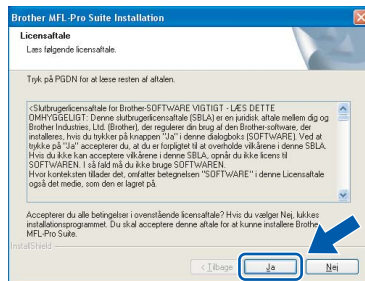 Brother MFL-Pro Suite Installation
Licensaftale
Læs følgende licensaftale.
Tryk på PGDN for at læse resten af aftalen.
<Slutbrugerlicensaftale for Brother-SOFTWARE VIGTIGT - LÆS DETTE
OMHYGGELIGT: Denne slutbrugerlicensaftale (SBLA) er en juridisk aftale mellem dig og
Brother Industries, Ltd. (Brother), der regulerer din brug af den Brother-software, der
installeres, hvis du trykker på knappen "Ja" i denne dialogboks (SOFTWARE). Ved at
trykke på "Ja" accepterer du, at du er forpligtet til at overholde vilkårene i denne SBLA.
Hvis du ikke kan acceptere vilkårene i denne SBLA, opnår du ikke licens til
SOFTWAREN. I så fald må du ikke bruge SOFTWAREN.
Hvor konteksten tillader det, omfatter betegnelsen "SOFTWARE" i denne Licensaftale
også det medie, som den er lagret på.
Accepterer du alle betingelser i ovenstående licensaftale? Hvis du vælger Nej, lukkes
installationsprogrammet. Du skal acceptere denne aftale for at kunne installere Brother
MFL-Pro Suite.
InstallShield
< Tilbage Ja Nej